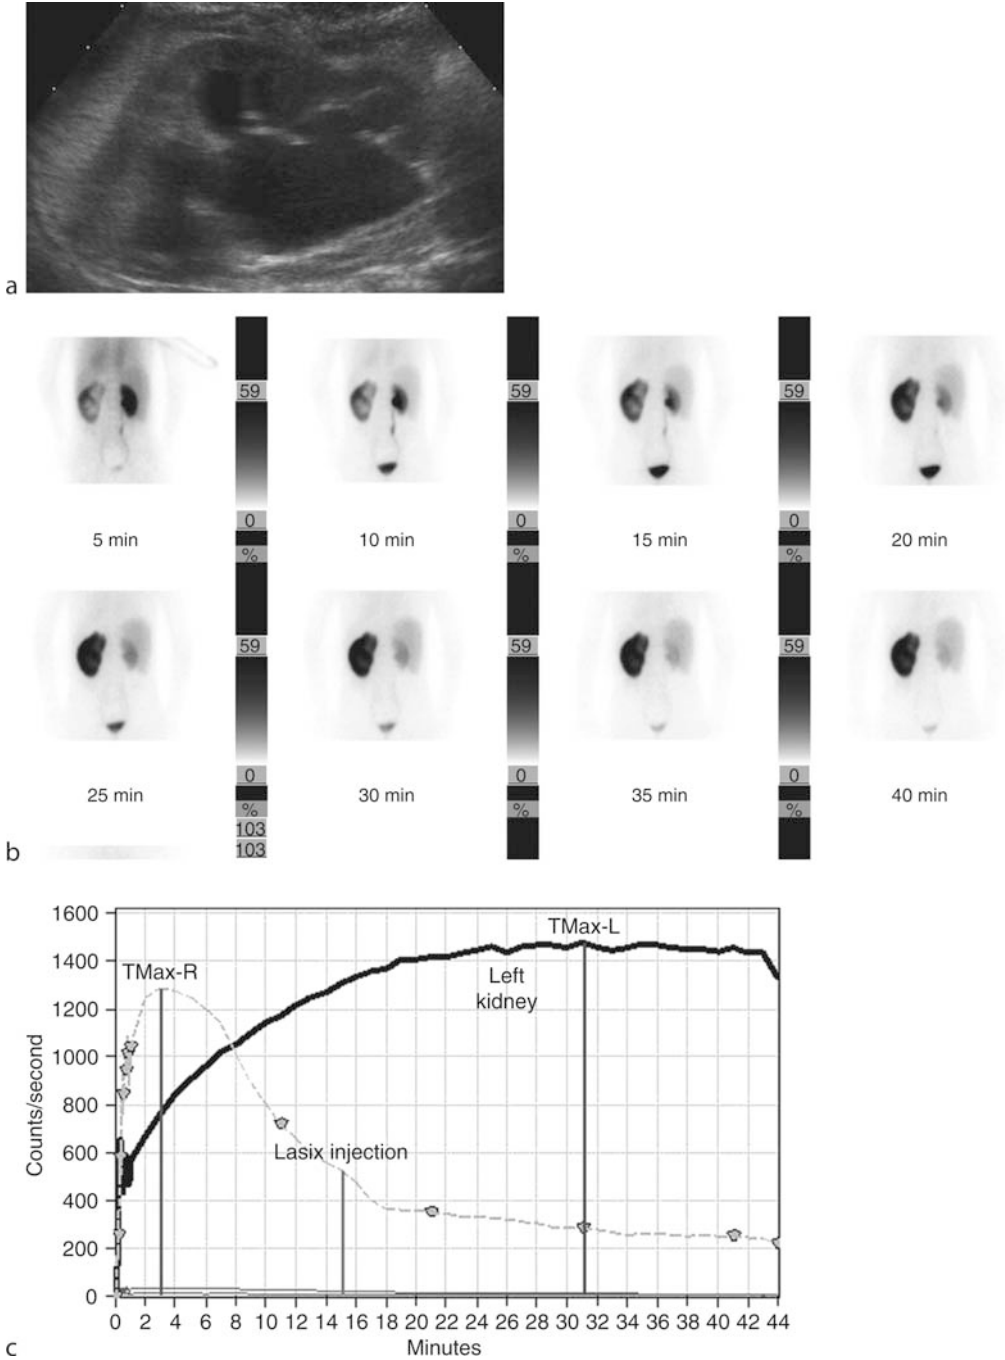 a
59 59 59
0 0 0
5 min 10 min 15 min 20 min
% % %
59 59 59
0 0 0
25 min 30 min 35 min 40 min
% % %
103
103
b
1600
1400
1200
1000
800
600
400
200
0
Counts/second
TMax-R
TMax-L
Left
kidney
Lasix injection
0 2 4 6 8 10 12 14 16 18 20 22 24 26 28 30 32 34 36 38 40 42 44
Minutes
c